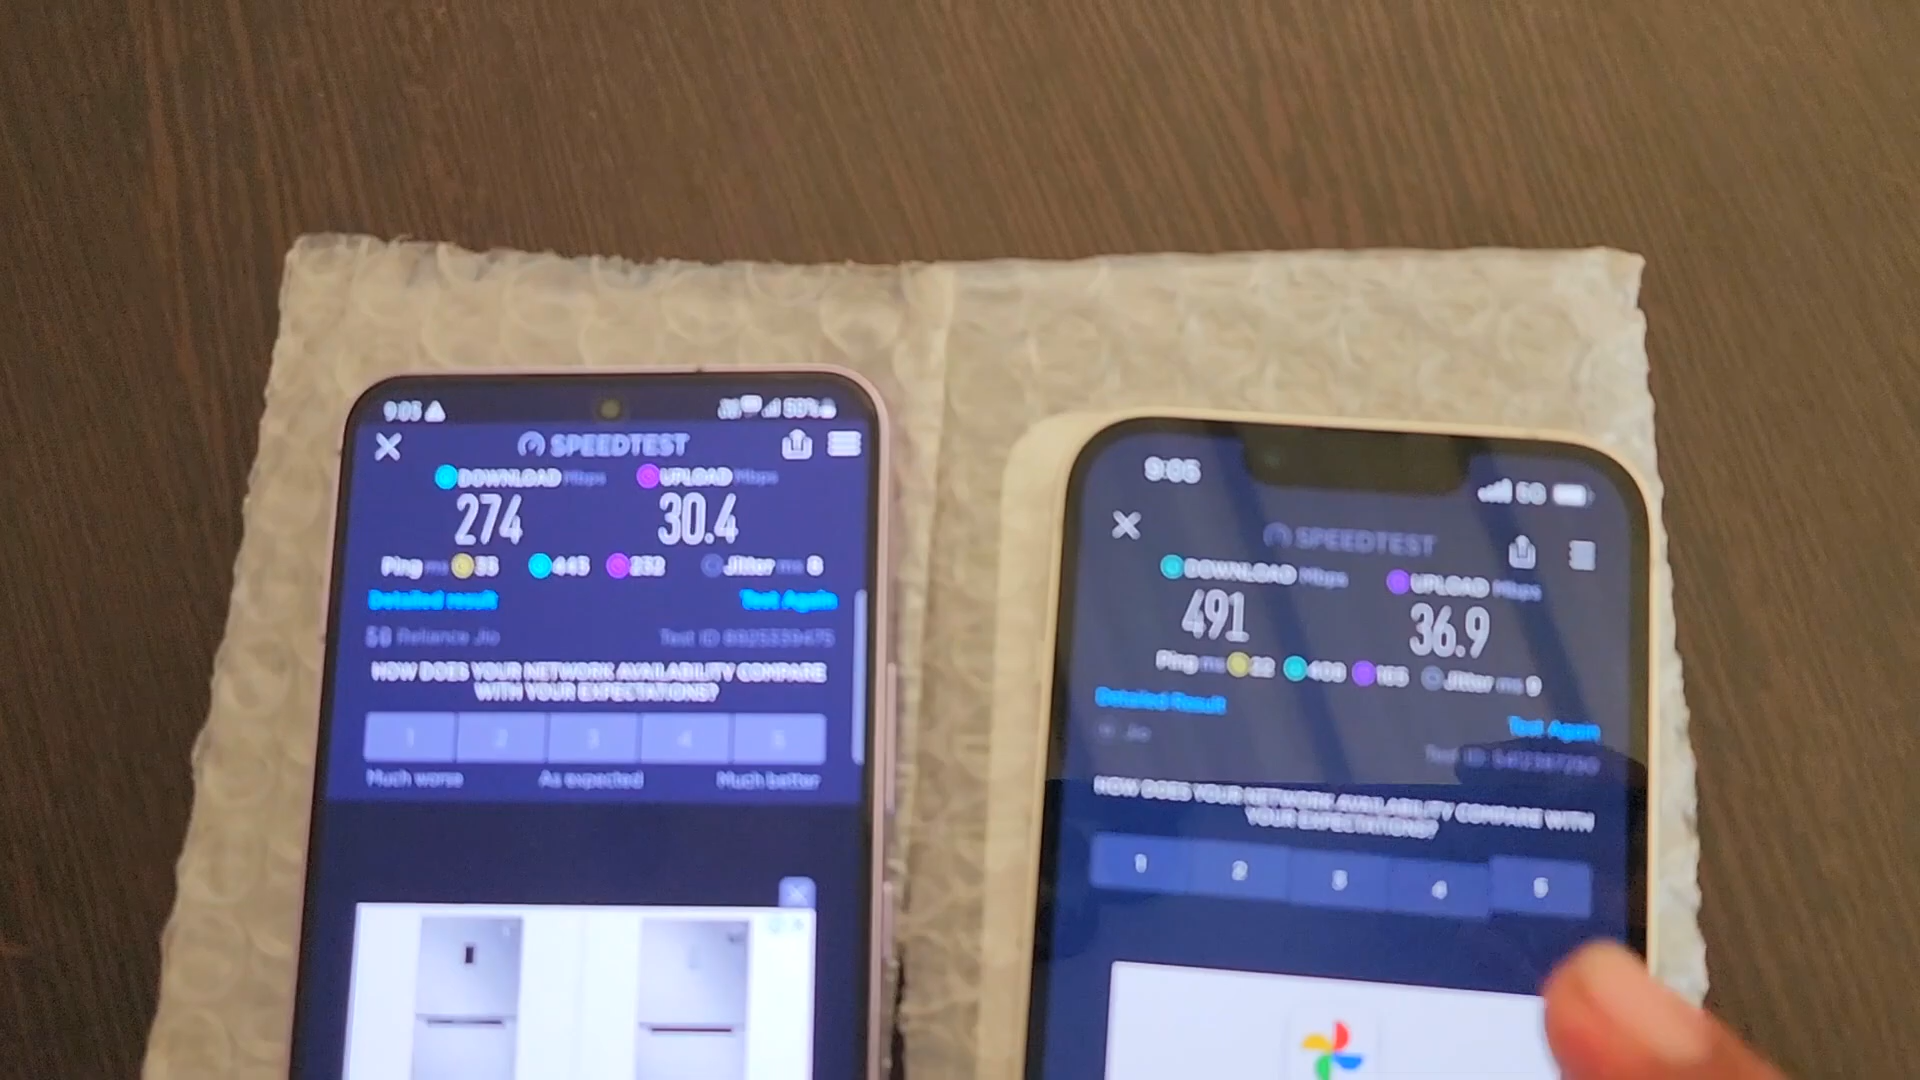 9:05
SPEEDTEST
DOWNLOAD Mbps UPLOAD Mbps
274 30.4
Ping ms 35 445 232 Jitter ms 8
Detailed result Test Again
Reliance Jio Test ID
HOW DOES YOUR NETWORK AVAILABILITY COMPARE
WITH YOUR EXPECTATIONS?
1 2 3 4 5
Much worse As expected Much better
9:05 5G
SPEEDTEST
DOWNLOAD Mbps UPLOAD Mbps
491 36.9
Ping ms 22 Jitter ms 9
Detailed Result
Test Again
Jio
Test ID
HOW DOES YOUR NETWORK AVAILABILITY COMPARE WITH
YOUR EXPECTATIONS?
1 2 3 4 5